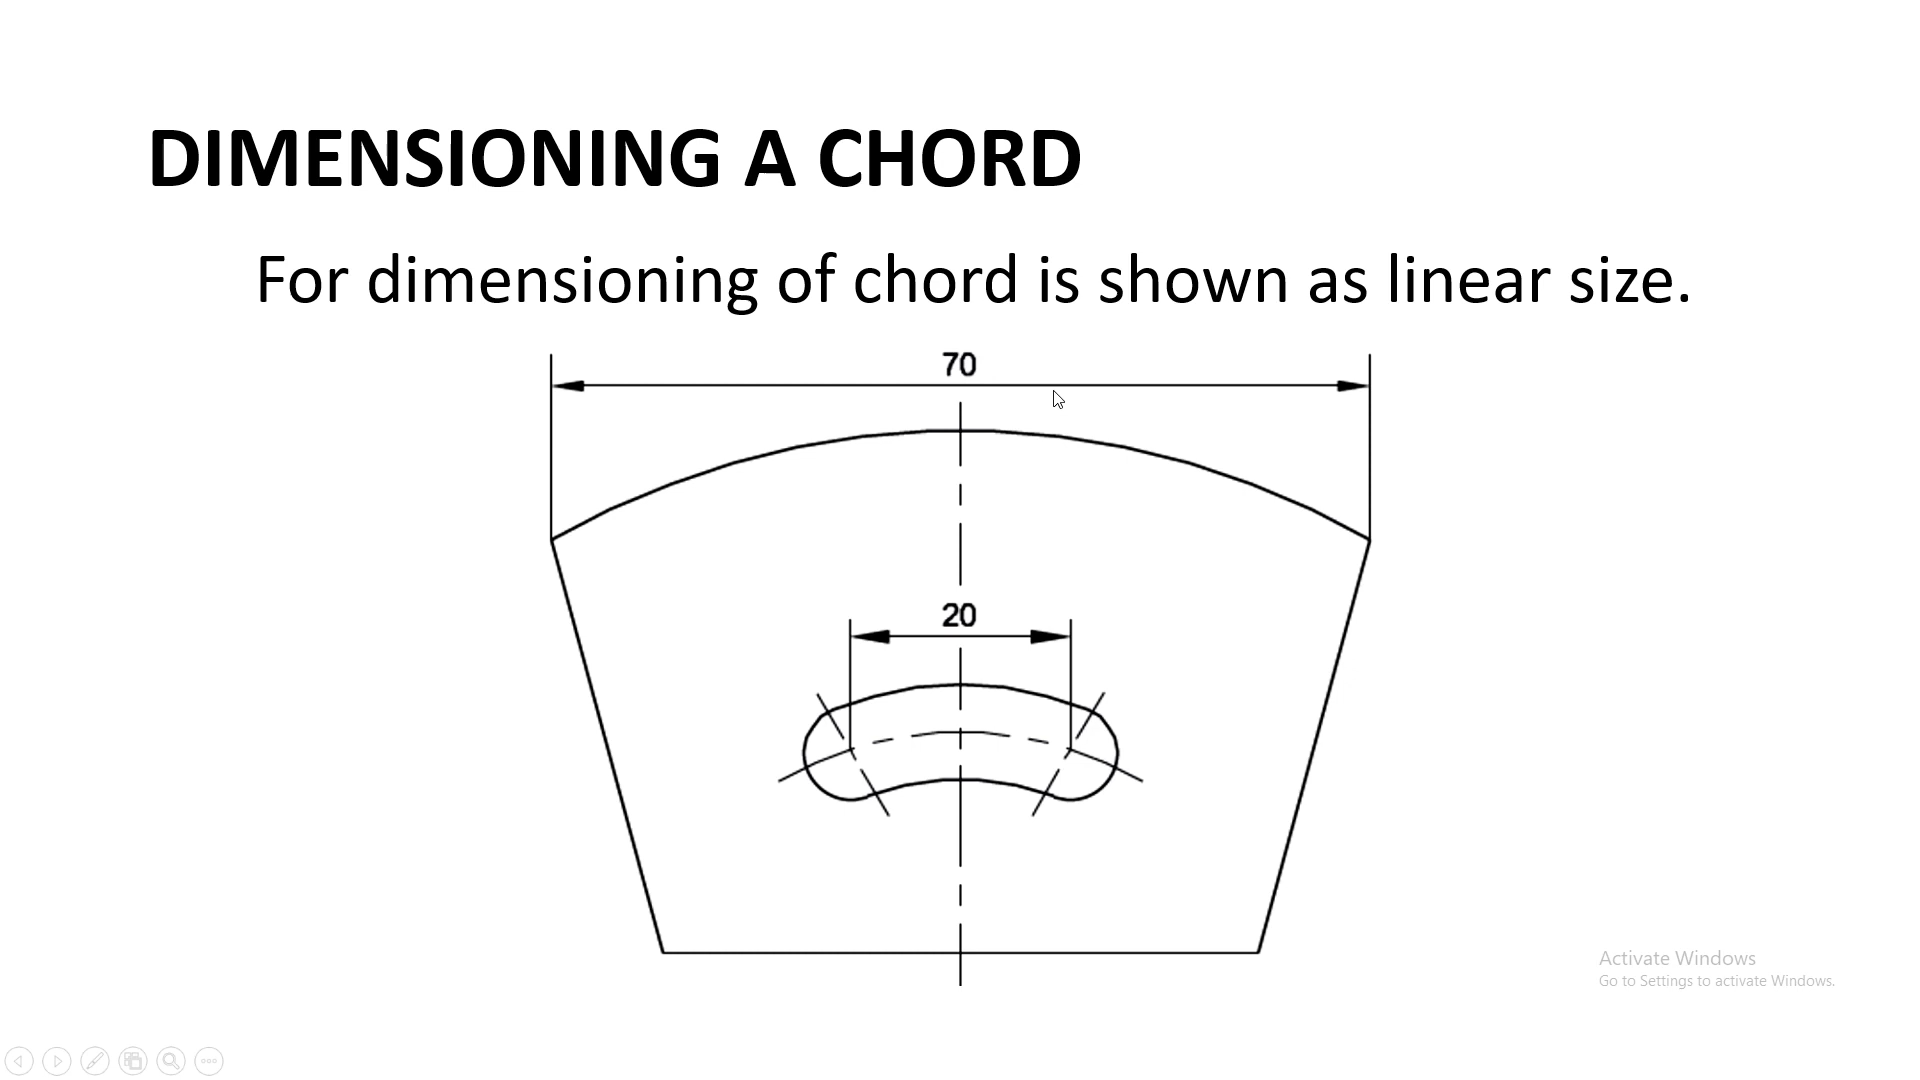 DIMENSIONING A CHORD
For dimensioning of chord is shown as linear size.
70
20
Activate Windows
Go to Settings to activate Windows.